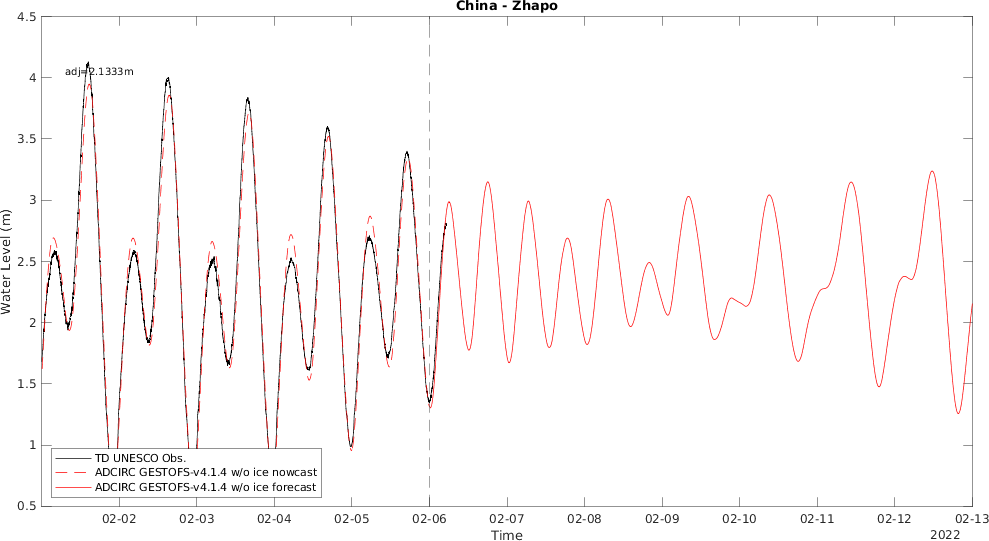 China - Zhapo
4.5
4
3.5
3
2.5
2
1.5
1
0.5
Water Level (m)
adj=2.1333m
TD UNESCO Obs.
ADCIRC GESTOFS-v4.1.4 w/o ice nowcast
ADCIRC GESTOFS-v4.1.4 w/o ice forecast
02-02 02-03 02-04 02-05 02-06 02-07 02-08 02-09 02-10 02-11 02-12 02-13
Time
2022